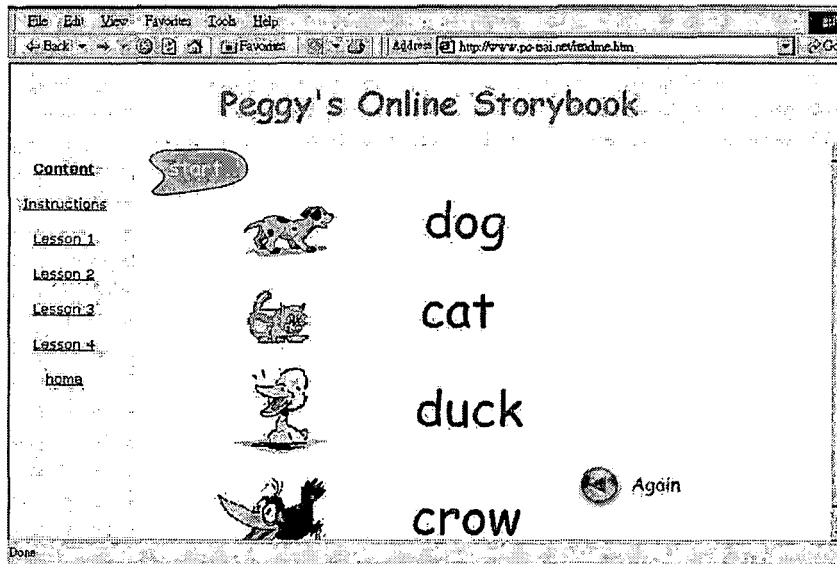 File Edit View Favorites Tools Help
Back Favorites Address
Peggy's Online Storybook
start
Content
Instructions
Lesson 1
Lesson 2
Lesson 3
Lesson 4
home
dog
cat
duck
crow
Again
Done